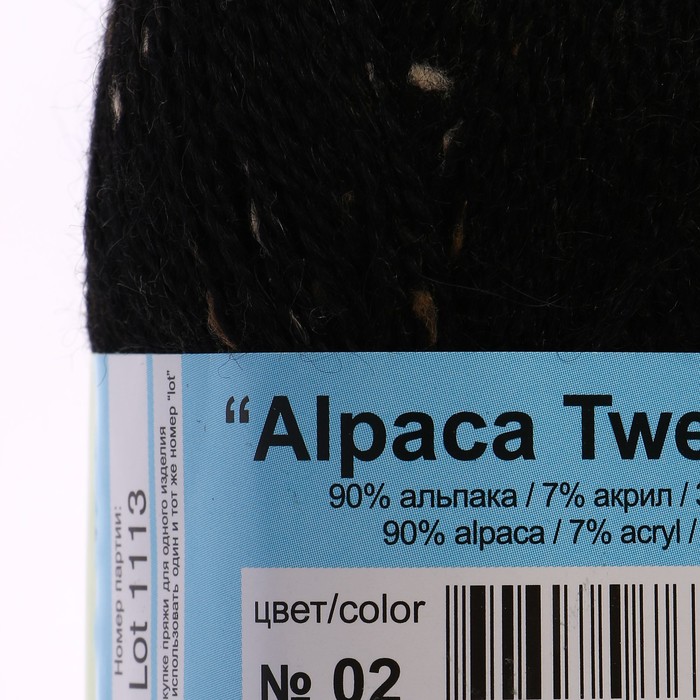 “Alpaca Twe
90% альпака / 7% акрил /
90% alpaca / 7% acryl /
цвет/color
№ 02
Номер партии:
Lot 1113
купке пряжи для одного изделия
использовать один и тот же номер "lot"